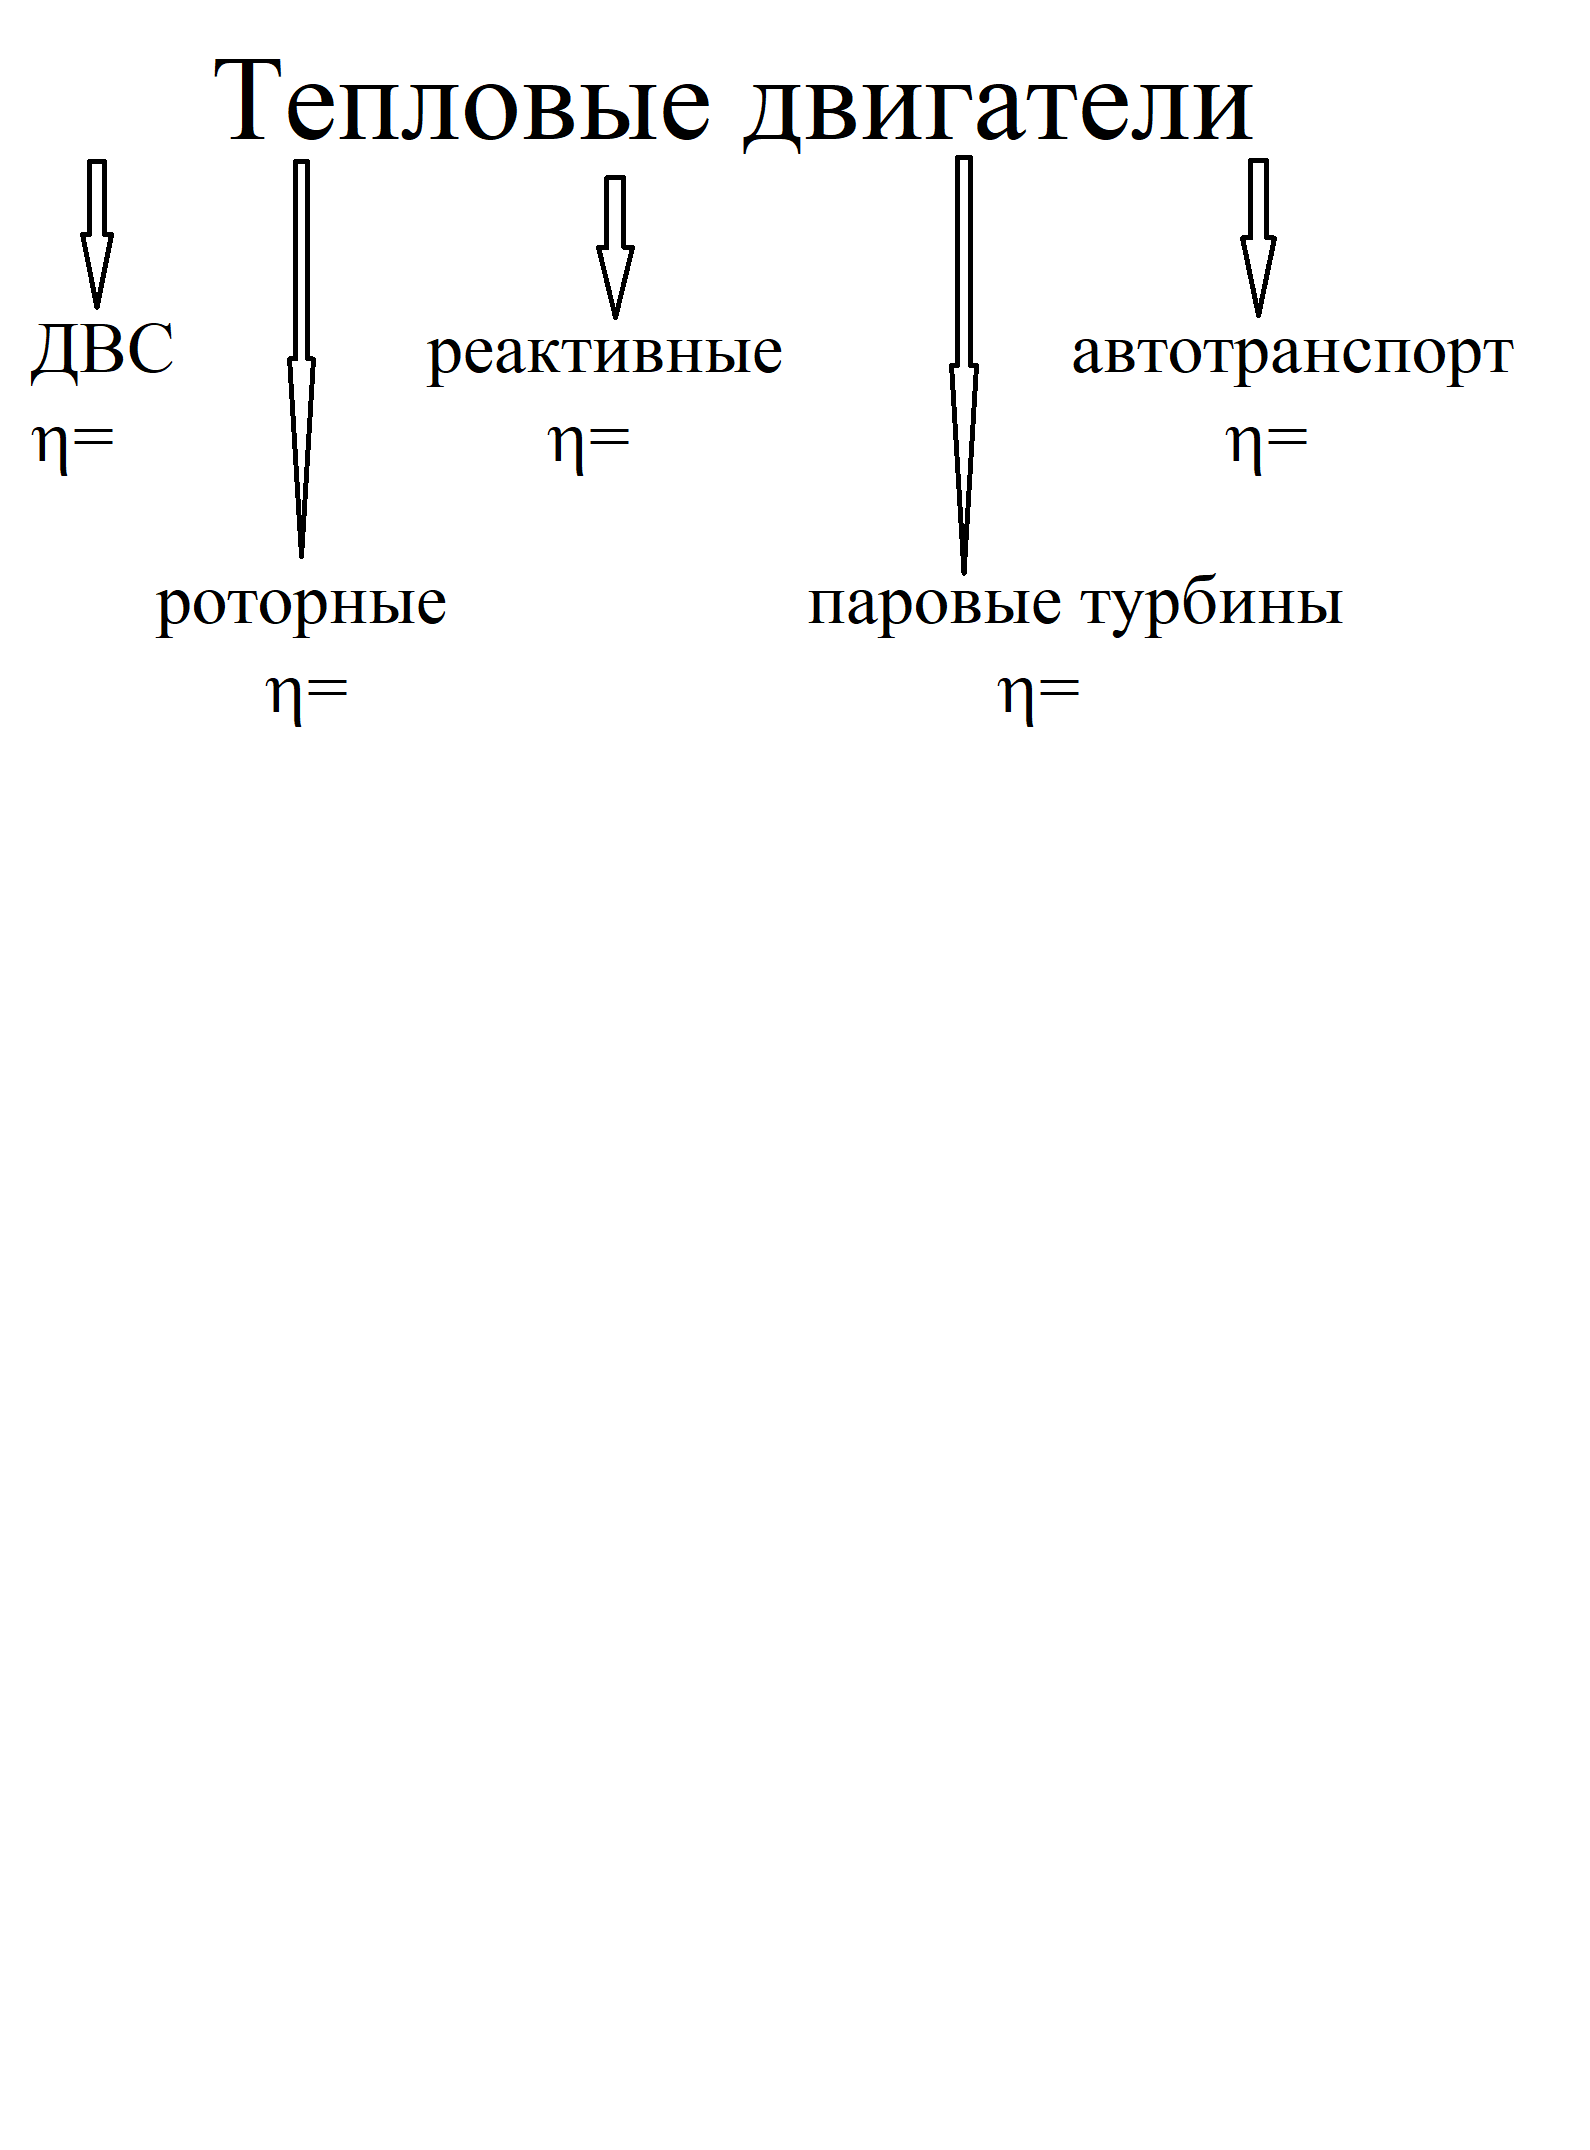 Тепловые двигатели
ДВС
η=
реактивные
η=
автотранспорт
η=
роторные
η=
паровые турбины
η=